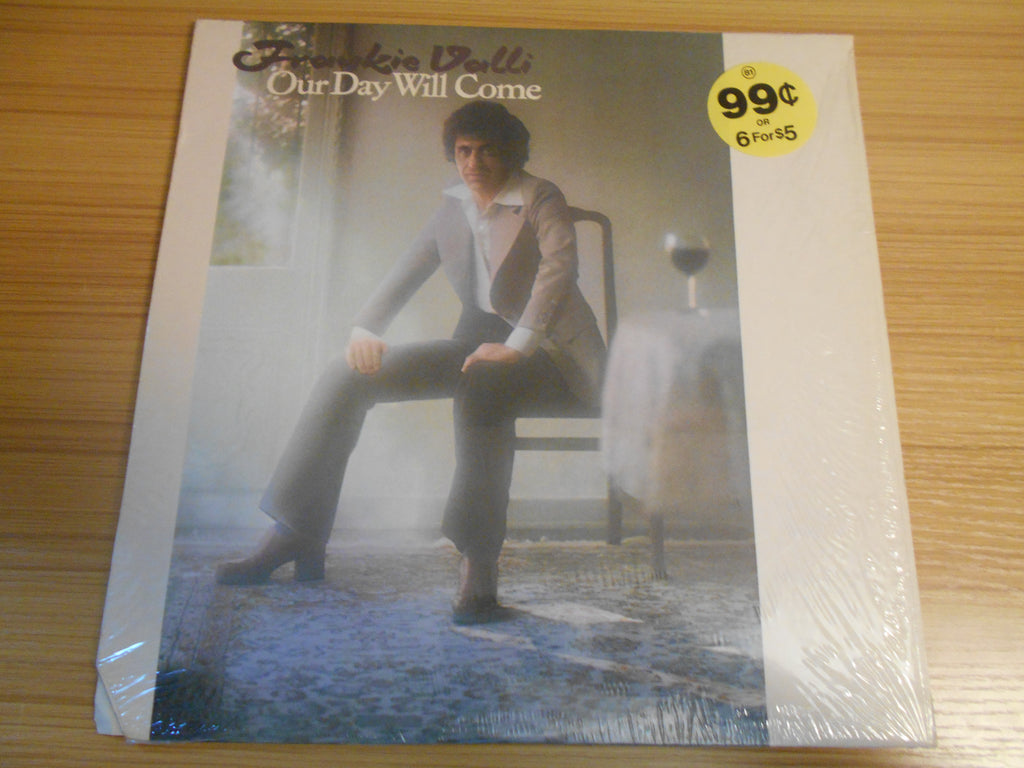 Frankie Valli
Our Day Will Come
81
99¢
OR
6 For $5